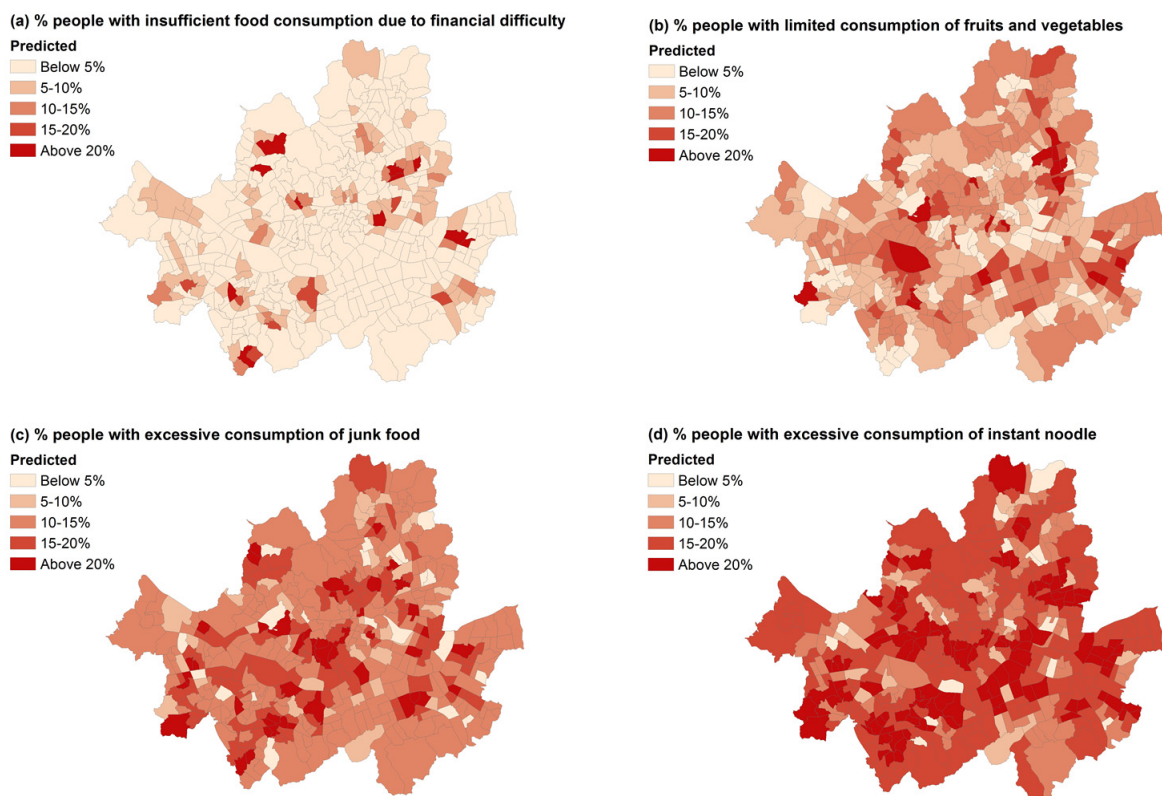 (a) % people with insufficient food consumption due to financial difficulty
Predicted
Below 5%
5-10%
10-15%
15-20%
Above 20%
(b) % people with limited consumption of fruits and vegetables
Predicted
Below 5%
5-10%
10-15%
15-20%
Above 20%
(c) % people with excessive consumption of junk food
Predicted
Below 5%
5-10%
10-15%
15-20%
Above 20%
(d) % people with excessive consumption of instant noodle
Predicted
Below 5%
5-10%
10-15%
15-20%
Above 20%